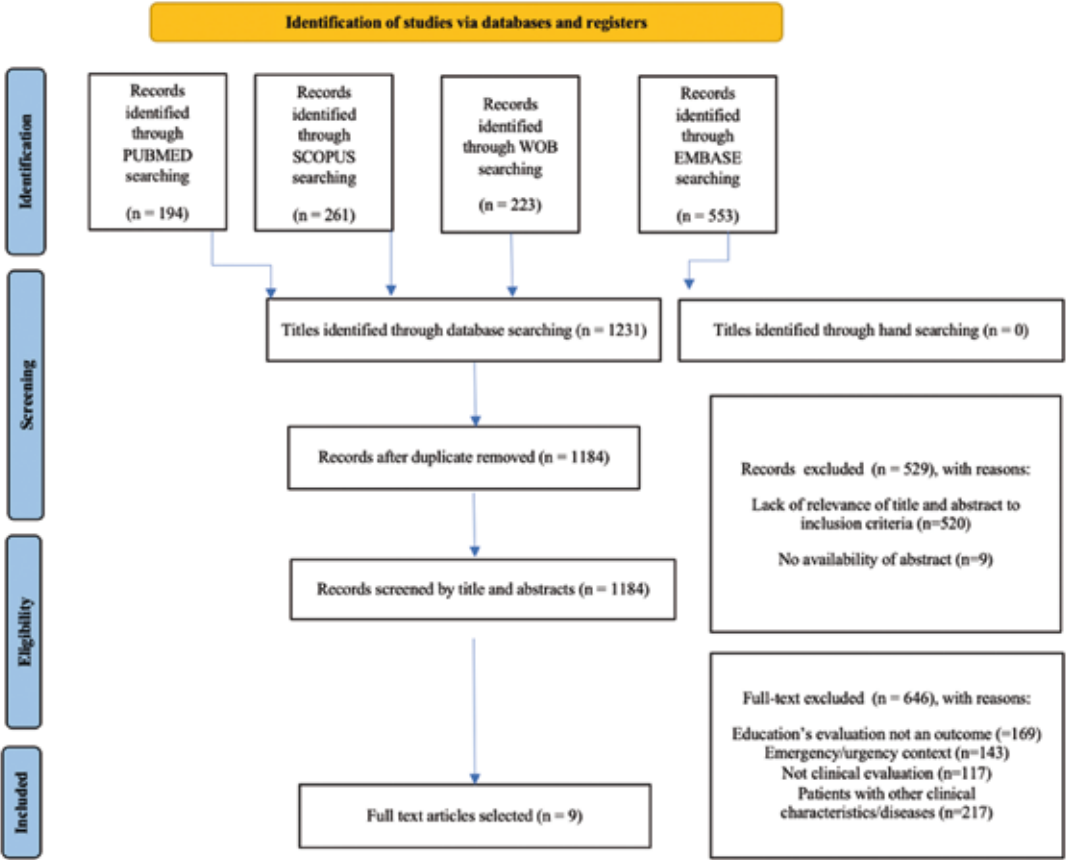 Identification of studies via databases and registers
Identification
Records
identified
through
PUBMED
searching
(n = 194)
Records
identified
through
SCOPUS
searching
(n = 261)
Records
identified
through WOB
searching
(n = 223)
Records
identified
through
EMBASE
searching
(n = 553)
Screening
Titles identified through database searching (n = 1231)
Titles identified through hand searching (n = 0)
Records after duplicate removed (n = 1184)
Records excluded (n = 529), with reasons:
Lack of relevance of title and abstract to
inclusion criteria (n=520)
No availability of abstract (n=9)
Eligibility
Records screened by title and abstracts (n = 1184)
Full-text excluded (n = 646), with reasons:
Education’s evaluation not an outcome (=169)
Emergency/urgency context (n=143)
Not clinical evaluation (n=117)
Patients with other clinical
characteristics/diseases (n=217)
Included
Full text articles selected (n = 9)